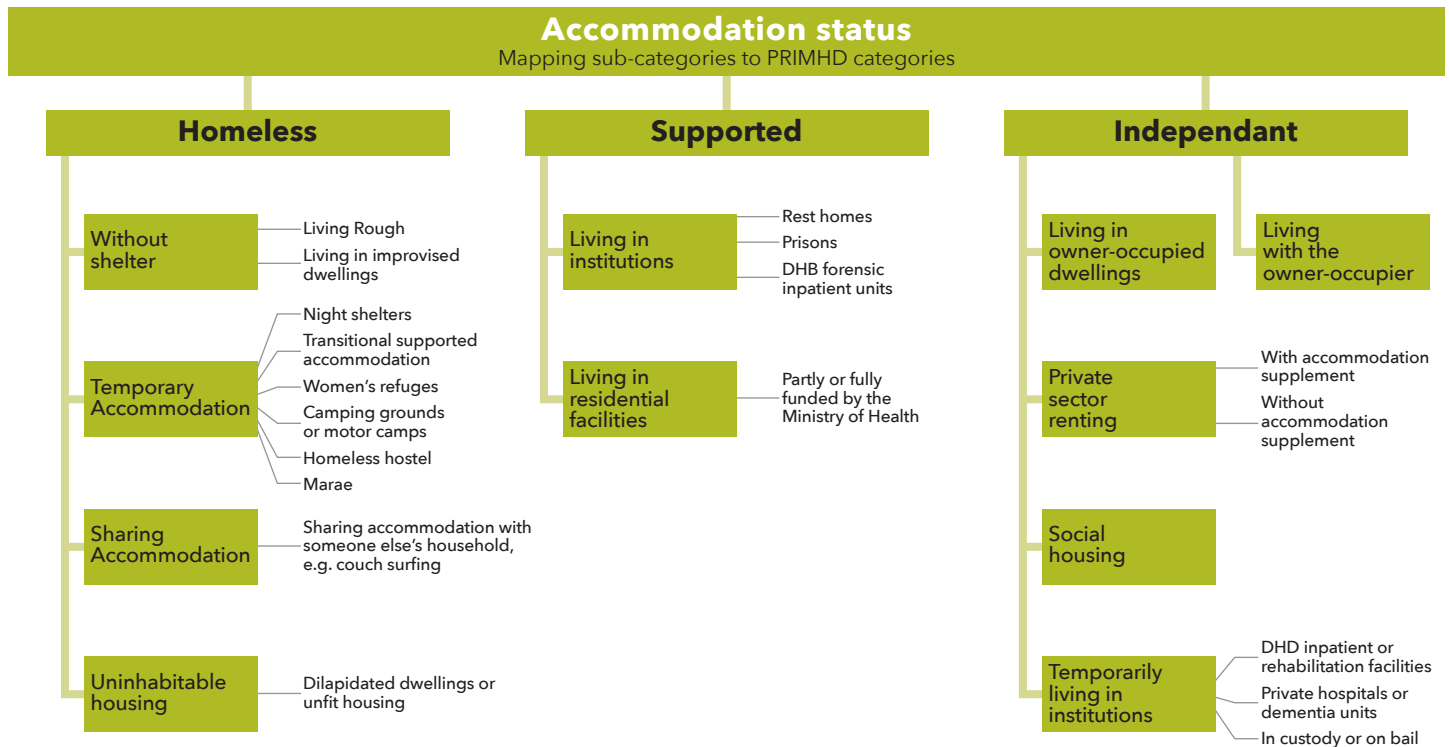 Accommodation status
Mapping sub-categories to PRIMHD categories
Homeless
Without
shelter
Living Rough
Living in improvised
dwellings
Temporary
Accommodation
Night shelters
Transitional supported
accommodation
Women’s refuges
Camping grounds
or motor camps
Homeless hostel
Marae
Sharing
Accommodation
Sharing accommodation with
someone else’s household,
e.g. couch surfing
Uninhabitable
housing
Dilapidated dwellings or
unfit housing
Supported
Living in
institutions
Rest homes
Prisons
DHB forensic
inpatient units
Living in
residential
facilities
Partly or fully
funded by the
Ministry of Health
Independant
Living in
owner-occupied
dwellings
Living
with the
owner-occupier
Private
sector
renting
With accommodation
supplement
Without
accommodation
supplement
Social
housing
Temporarily
living in
institutions
DHD inpatient or
rehabilitation facilities
Private hospitals or
dementia units
In custody or on bail